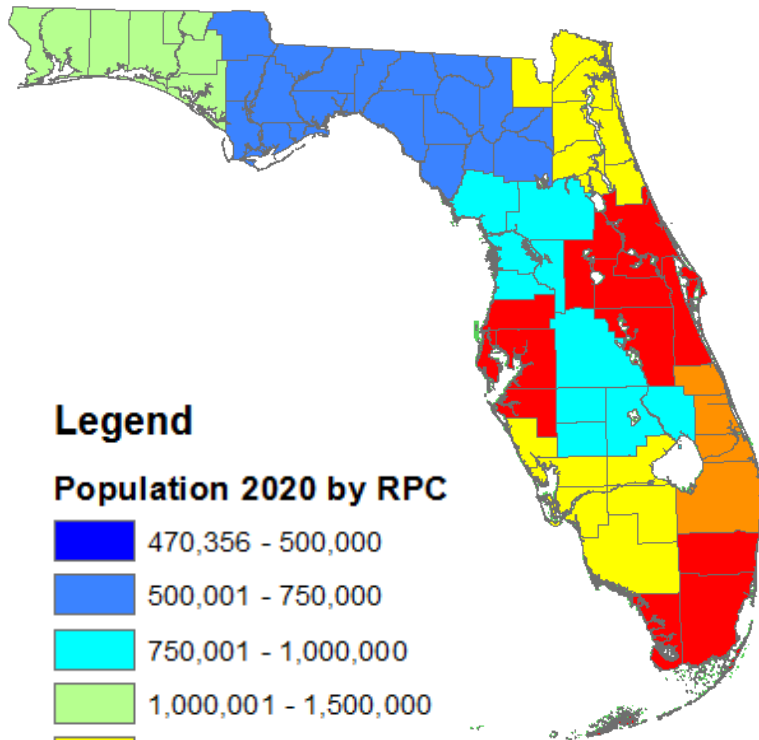 Legend
Population 2020 by RPC
470,356 - 500,000
500,001 - 750,000
750,001 - 1,000,000
1,000,001 - 1,500,000